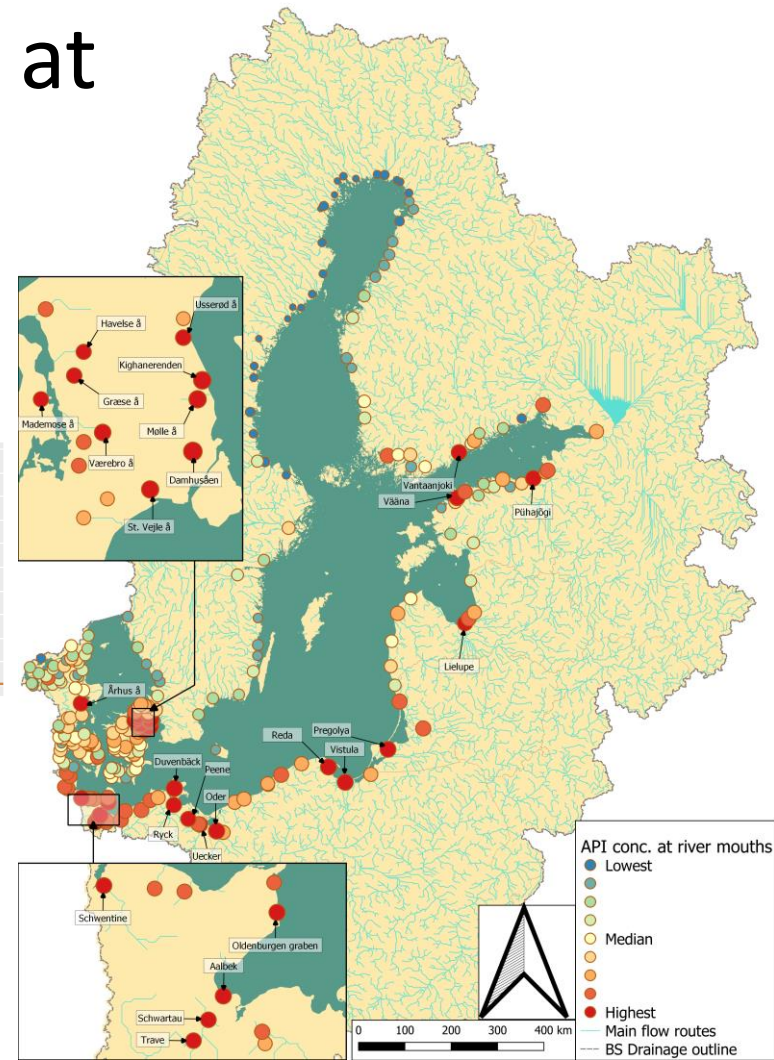 at
Usserød å
Havelse å
Kighanerenden
Græse å
Mademose å
Mølle å
Værebro å
Damhusåen
St. Vejle å
Vantaanjoki
Vääna
Pühajõgi
Lielupe
Århus å
Pregolya
Reda
Vistula
Duvenbäck
Peene
Oder
Ryck
Uecker
Schwentine
Oldenburgen graben
Aalbek
Schwartau
Trave
API conc. at river mouths
Lowest
Median
Highest
Main flow routes
BS Drainage outline
0 100 200 300 400 km